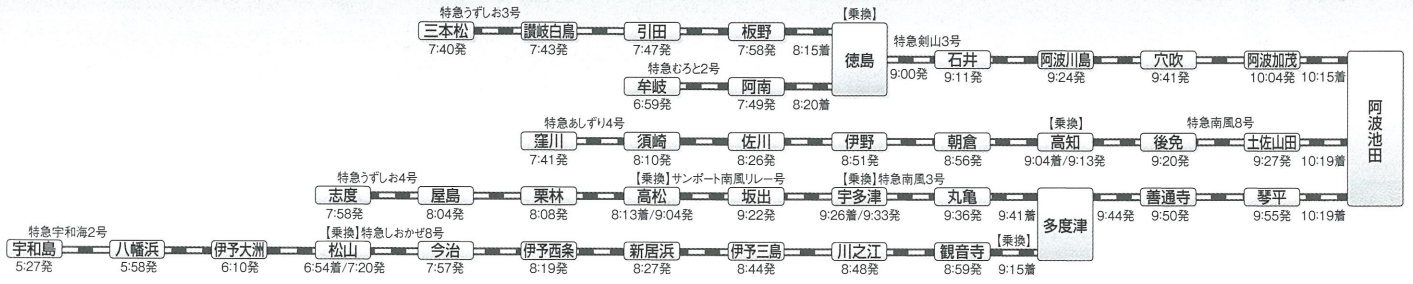 特急うずしお3号
三本松 讃岐白鳥 引田 板野 【乗換】 徳島
7:40発 7:43発 7:47発 7:58発 8:15着
特急むろと2号
牟岐 阿南
6:59発 7:49発 8:20着
特急剣山3号
石井 阿波川島 穴吹 阿波加茂
9:00発 9:11発 9:24発 9:41発 10:04発 10:15着
阿波池田
特急あしずり4号 【乗換】 特急南風8号
窪川 須崎 佐川 伊野 朝倉 高知 後免 土佐山田
7:41発 8:10発 8:26発 8:51発 8:56発 9:04着/9:13発 9:20発 9:27発 10:19着
特急うずしお4号 【乗換】サンポート南風リレー号 【乗換】特急南風3号
志度 屋島 栗林 高松 坂出 宇多津 丸亀 多度津 善通寺 琴平
7:58発 8:04発 8:08発 8:13着/9:04発 9:22発 9:26着/9:33発 9:36発 9:41着 9:44発 9:50発 9:55発 10:19着
特急宇和海2号 【乗換】特急しおかぜ8号 【乗換】
宇和島 八幡浜 伊予大洲 松山 今治 伊予西条 新居浜 伊予三島 川之江 観音寺
5:27発 5:58発 6:10発 6:54着/7:20発 7:57発 8:19発 8:27発 8:44発 8:48発 8:59発 9:15着